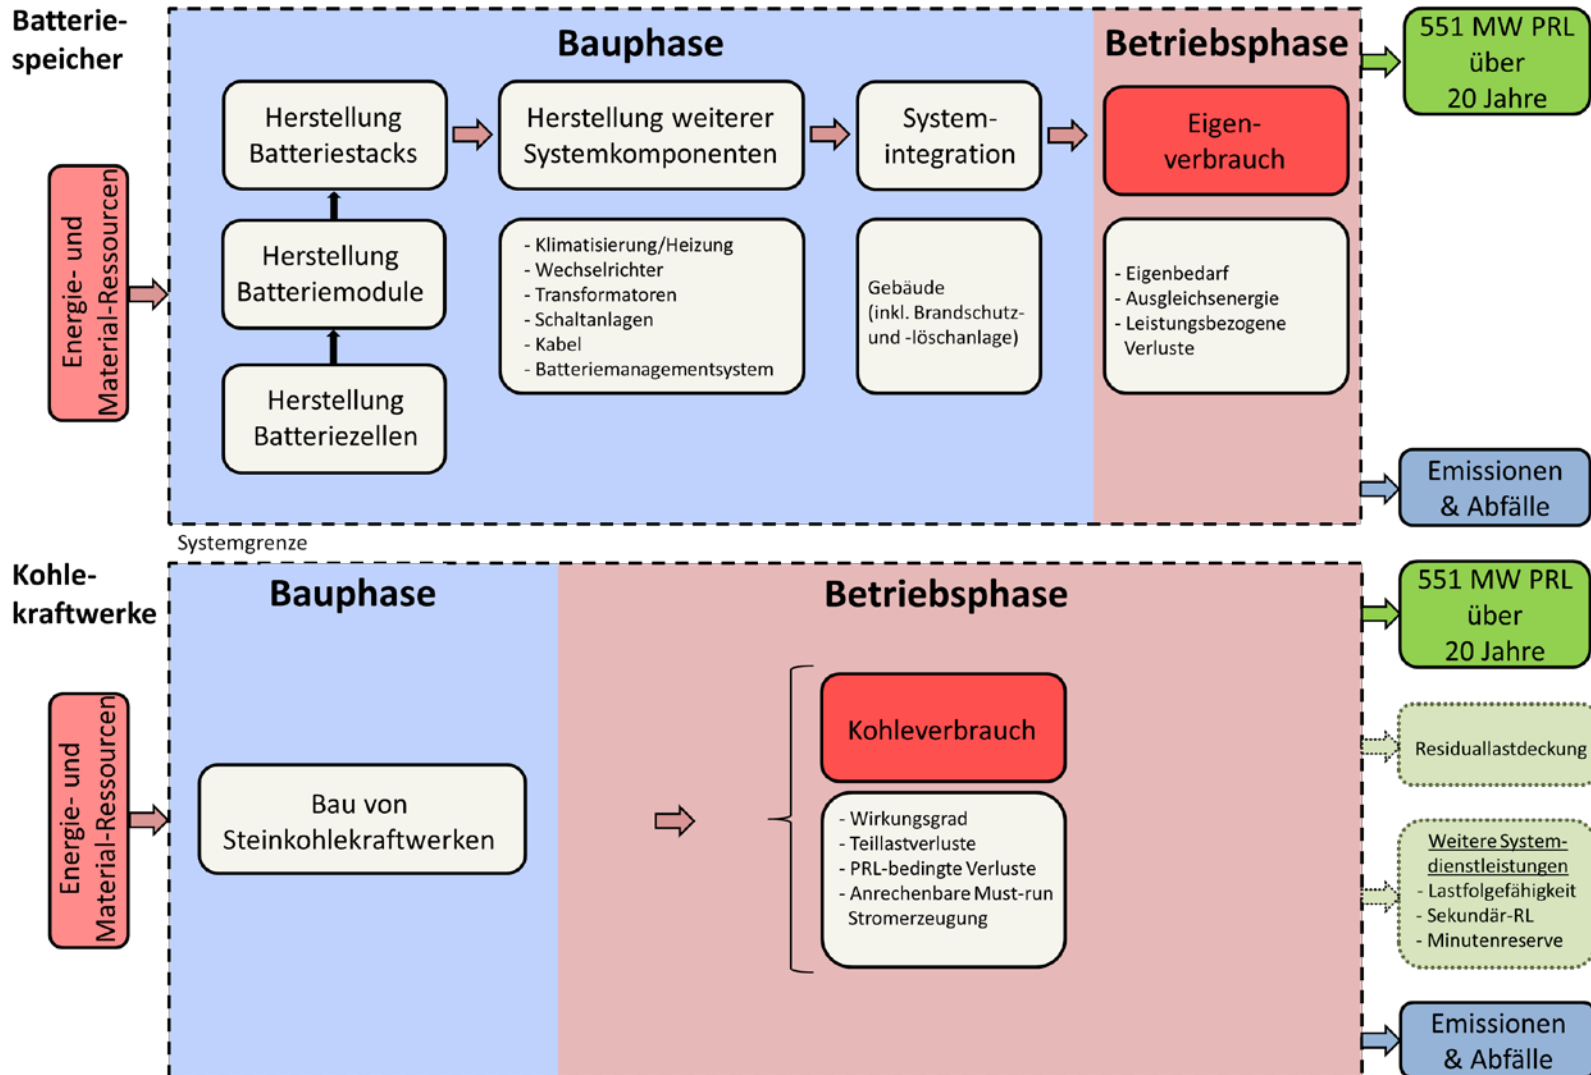 Batterie-
speicher
Bauphase
Betriebsphase
551 MW PRL
über
20 Jahre
Energie- und
Material-Ressourcen
Herstellung
Batteriestacks
Herstellung weiterer
Systemkomponenten
System-
integration
Eigen-
verbrauch
Herstellung
Batteriemodule
- Klimatisierung/Heizung
- Wechselrichter
- Transformatoren
- Schaltanlagen
- Kabel
- Batteriemanagementsystem
Gebäude
(inkl. Brandschutz-
und -löschanlage)
- Eigenbedarf
- Ausgleichsenergie
- Leistungsbezogene
Verluste
Herstellung
Batteriezellen
Emissionen
& Abfälle
Systemgrenze
Kohle-
kraftwerke
Bauphase
Betriebsphase
551 MW PRL
über
20 Jahre
Energie- und
Material-Ressourcen
Bau von
Steinkohlekraftwerken
Kohleverbrauch
- Wirkungsgrad
- Teillastverluste
- PRL-bedingte Verluste
- Anrechenbare Must-run
Stromerzeugung
Residuallastdeckung
Weitere System-
dienstleistungen
- Lastfolgefähigkeit
- Sekundär-RL
- Minutenreserve
Emissionen
& Abfälle